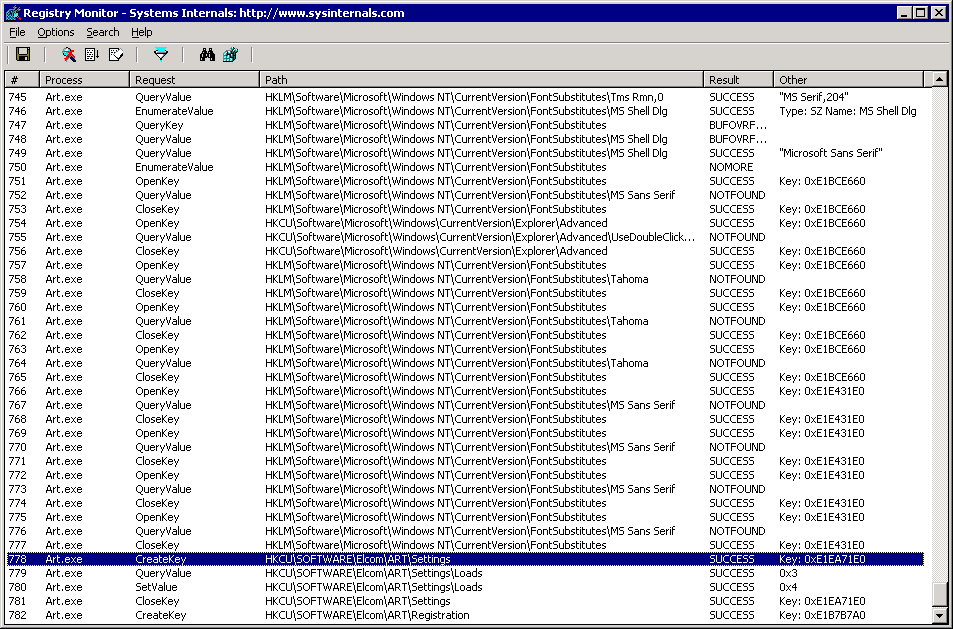 Registry Monitor - Systems Internals: http://www.sysinternals.com
File Options Search Help
# Process Request Path Result Other
745 Art.exe QueryValue HKLM\Software\Microsoft\Windows NT\CurrentVersion\FontSubstitutes\Tms Rmn,0 SUCCESS "MS Serif,204"
746 Art.exe EnumerateValue HKLM\Software\Microsoft\Windows NT\CurrentVersion\FontSubstitutes\MS Shell Dlg SUCCESS Type: SZ Name: MS Shell Dlg
747 Art.exe QueryKey HKLM\Software\Microsoft\Windows NT\CurrentVersion\FontSubstitutes BUFOVRF...
748 Art.exe QueryValue HKLM\Software\Microsoft\Windows NT\CurrentVersion\FontSubstitutes\MS Shell Dlg BUFOVRF...
749 Art.exe QueryValue HKLM\Software\Microsoft\Windows NT\CurrentVersion\FontSubstitutes\MS Shell Dlg SUCCESS "Microsoft Sans Serif"
750 Art.exe EnumerateValue HKLM\Software\Microsoft\Windows NT\CurrentVersion\FontSubstitutes NOMORE
751 Art.exe OpenKey HKLM\Software\Microsoft\Windows NT\CurrentVersion\FontSubstitutes SUCCESS Key: 0xE1BCE660
752 Art.exe QueryValue HKLM\Software\Microsoft\Windows NT\CurrentVersion\FontSubstitutes\MS Sans Serif NOTFOUND
753 Art.exe CloseKey HKLM\Software\Microsoft\Windows NT\CurrentVersion\FontSubstitutes SUCCESS Key: 0xE1BCE660
754 Art.exe OpenKey HKCU\Software\Microsoft\Windows\CurrentVersion\Explorer\Advanced SUCCESS Key: 0xE1BCE660
755 Art.exe QueryValue HKCU\Software\Microsoft\Windows\CurrentVersion\Explorer\Advanced\UseDoubleClick... NOTFOUND
756 Art.exe CloseKey HKCU\Software\Microsoft\Windows\CurrentVersion\Explorer\Advanced SUCCESS Key: 0xE1BCE660
757 Art.exe OpenKey HKLM\Software\Microsoft\Windows NT\CurrentVersion\FontSubstitutes SUCCESS Key: 0xE1BCE660
758 Art.exe QueryValue HKLM\Software\Microsoft\Windows NT\CurrentVersion\FontSubstitutes\Tahoma NOTFOUND
759 Art.exe CloseKey HKLM\Software\Microsoft\Windows NT\CurrentVersion\FontSubstitutes SUCCESS Key: 0xE1BCE660
760 Art.exe OpenKey HKLM\Software\Microsoft\Windows NT\CurrentVersion\FontSubstitutes SUCCESS Key: 0xE1BCE660
761 Art.exe QueryValue HKLM\Software\Microsoft\Windows NT\CurrentVersion\FontSubstitutes\Tahoma NOTFOUND
762 Art.exe CloseKey HKLM\Software\Microsoft\Windows NT\CurrentVersion\FontSubstitutes SUCCESS Key: 0xE1BCE660
763 Art.exe OpenKey HKLM\Software\Microsoft\Windows NT\CurrentVersion\FontSubstitutes SUCCESS Key: 0xE1BCE660
764 Art.exe QueryValue HKLM\Software\Microsoft\Windows NT\CurrentVersion\FontSubstitutes\Tahoma NOTFOUND
765 Art.exe CloseKey HKLM\Software\Microsoft\Windows NT\CurrentVersion\FontSubstitutes SUCCESS Key: 0xE1BCE660
766 Art.exe OpenKey HKLM\Software\Microsoft\Windows NT\CurrentVersion\FontSubstitutes SUCCESS Key: 0xE1E431E0
767 Art.exe QueryValue HKLM\Software\Microsoft\Windows NT\CurrentVersion\FontSubstitutes\MS Sans Serif NOTFOUND
768 Art.exe CloseKey HKLM\Software\Microsoft\Windows NT\CurrentVersion\FontSubstitutes SUCCESS Key: 0xE1E431E0
769 Art.exe OpenKey HKLM\Software\Microsoft\Windows NT\CurrentVersion\FontSubstitutes SUCCESS Key: 0xE1E431E0
770 Art.exe QueryValue HKLM\Software\Microsoft\Windows NT\CurrentVersion\FontSubstitutes\MS Sans Serif NOTFOUND
771 Art.exe CloseKey HKLM\Software\Microsoft\Windows NT\CurrentVersion\FontSubstitutes SUCCESS Key: 0xE1E431E0
772 Art.exe OpenKey HKLM\Software\Microsoft\Windows NT\CurrentVersion\FontSubstitutes SUCCESS Key: 0xE1E431E0
773 Art.exe QueryValue HKLM\Software\Microsoft\Windows NT\CurrentVersion\FontSubstitutes\MS Sans Serif NOTFOUND
774 Art.exe CloseKey HKLM\Software\Microsoft\Windows NT\CurrentVersion\FontSubstitutes SUCCESS Key: 0xE1E431E0
775 Art.exe OpenKey HKLM\Software\Microsoft\Windows NT\CurrentVersion\FontSubstitutes SUCCESS Key: 0xE1E431E0
776 Art.exe QueryValue HKLM\Software\Microsoft\Windows NT\CurrentVersion\FontSubstitutes\MS Sans Serif NOTFOUND
777 Art.exe CloseKey HKLM\Software\Microsoft\Windows NT\CurrentVersion\FontSubstitutes SUCCESS Key: 0xE1E431E0
778 Art.exe CreateKey HKCU\SOFTWARE\Elcom\ART\Settings SUCCESS Key: 0xE1EA71E0
779 Art.exe QueryValue HKCU\SOFTWARE\Elcom\ART\Settings\Loads SUCCESS 0x3
780 Art.exe SetValue HKCU\SOFTWARE\Elcom\ART\Settings\Loads SUCCESS 0x4
781 Art.exe CloseKey HKCU\SOFTWARE\Elcom\ART\Settings SUCCESS Key: 0xE1EA71E0
782 Art.exe CreateKey HKCU\SOFTWARE\Elcom\ART\Registration SUCCESS Key: 0xE1B7B7A0